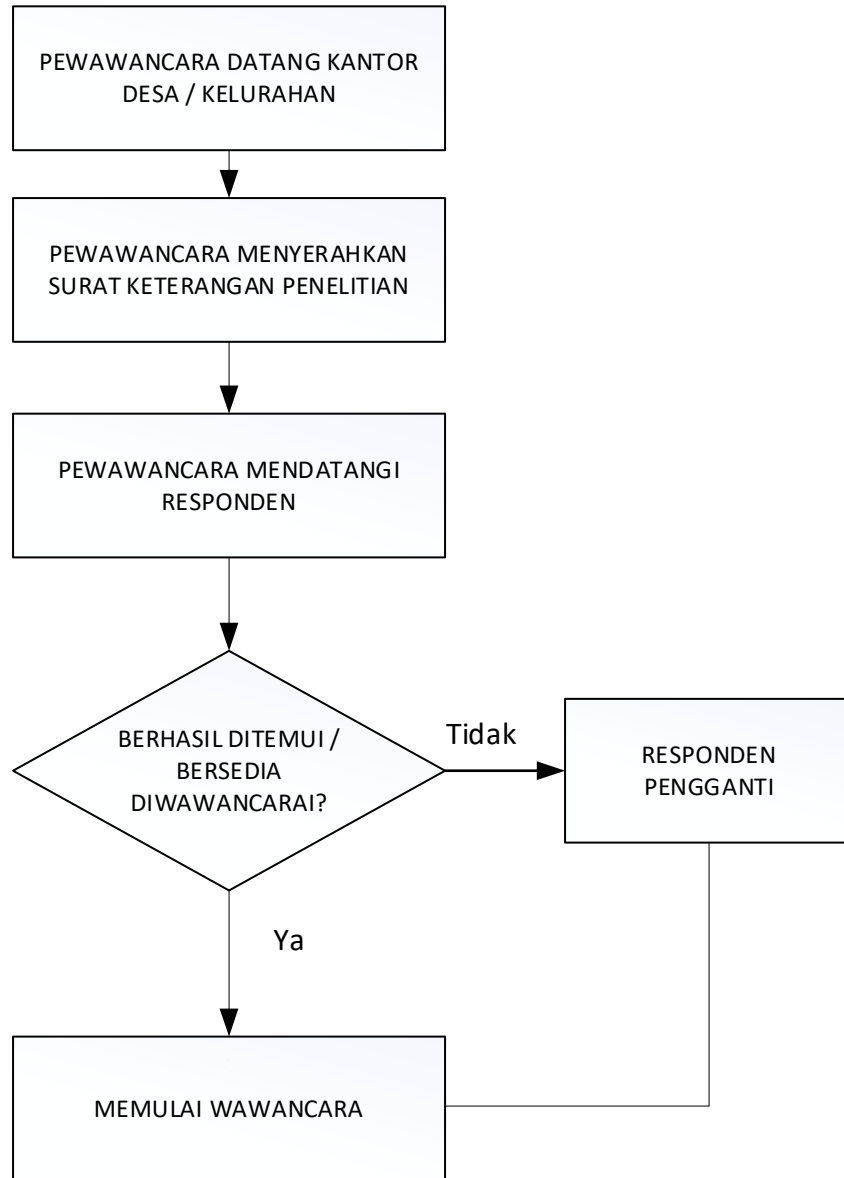 PEWAWANCARA DATANG KANTOR
DESA / KELURAHAN
PEWAWANCARA MENYERAHKAN
SURAT KETERANGAN PENELITIAN
PEWAWANCARA MENDATANGI
RESPONDEN
BERHASIL DITEMUI /
BERSEDIA
DIWAWANCARAI?
Tidak
RESPONDEN
PENGGANTI
Ya
MEMULAI WAWANCARA